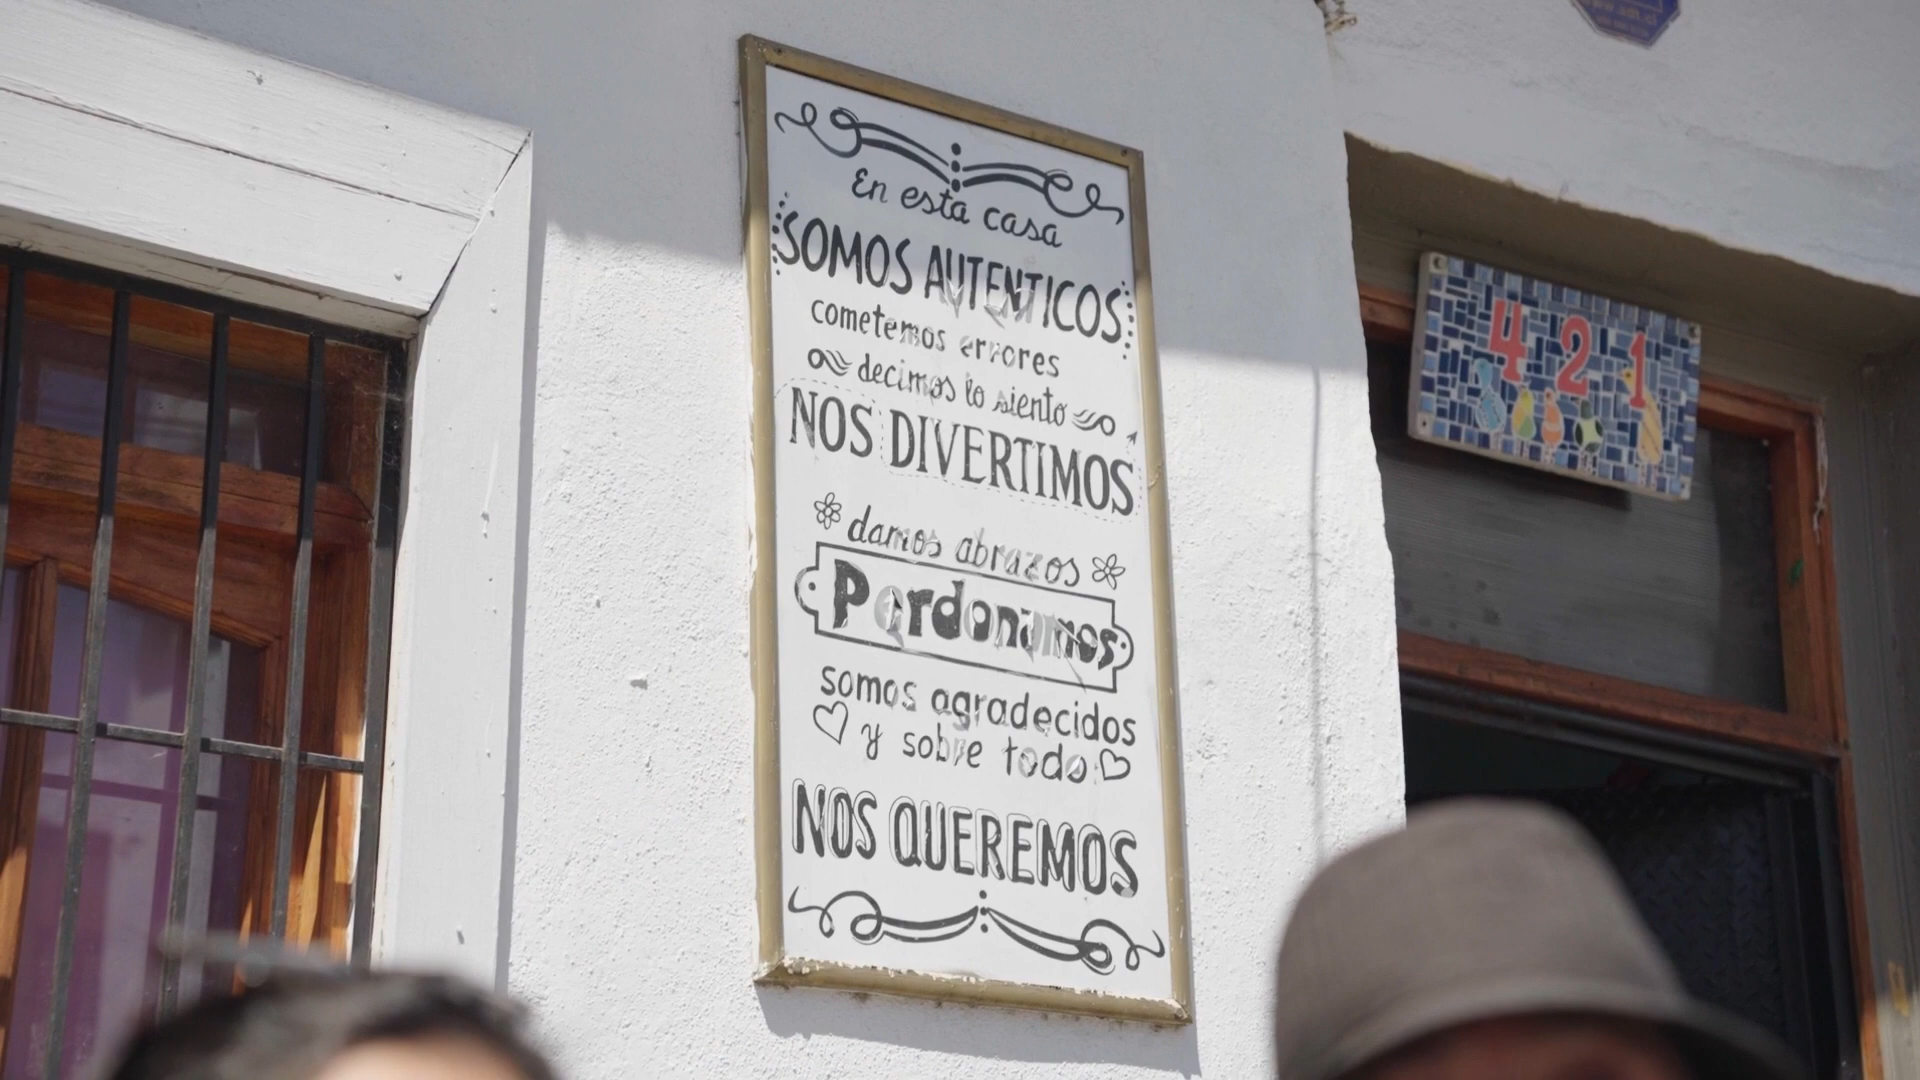 En esta casa
SOMOS AUTENTICOS
cometemos errores
decimos lo siento
NOS DIVERTIMOS
damos abrazos
Perdonamos
somos agradecidos
y sobre todo
NOS QUEREMOS
421